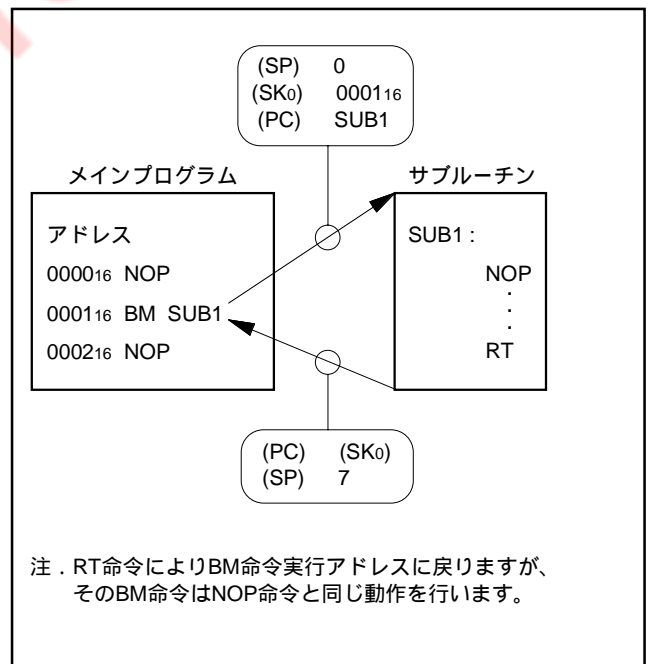 (SP) 0
(SK0) 000116
(PC) SUB1
メインプログラム
サブルーチン
アドレス
000016 NOP
000116 BM SUB1
000216 NOP
SUB1 :
NOP
·
·
·
RT
(PC) (SK0)
(SP) 7
注．RT命令によりBM命令実行アドレスに戻りますが、
そのBM命令はNOP命令と同じ動作を行います。